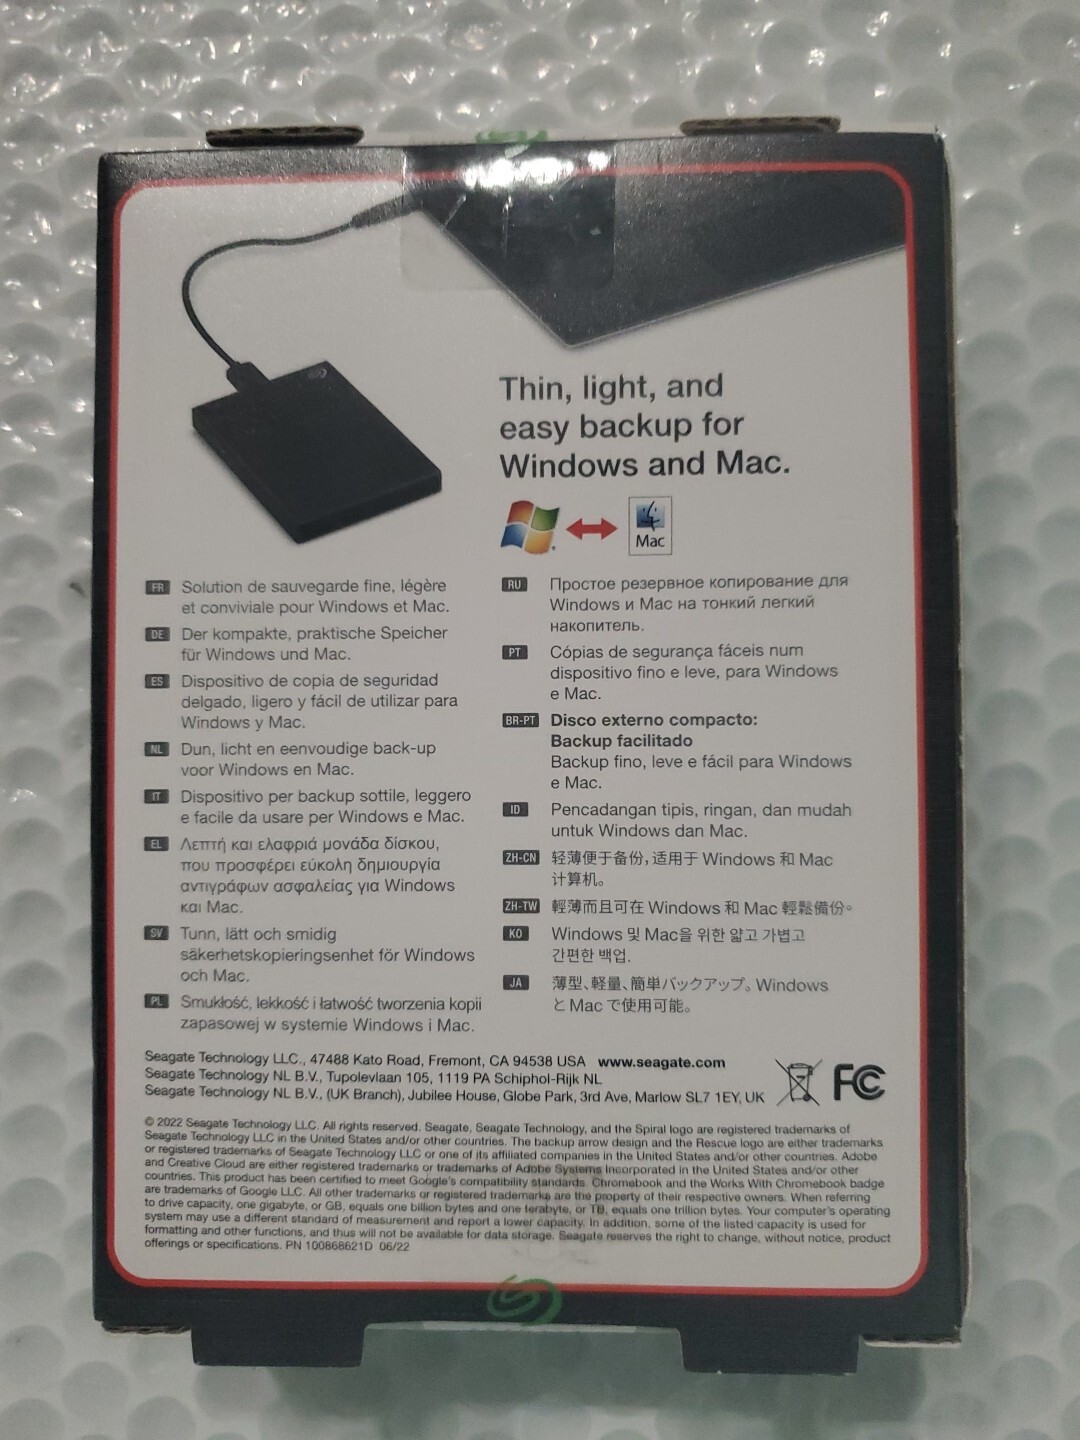 Thin, light, and
easy backup for
Windows and Mac.
Mac
FR Solution de sauvegarde fine, légère
et conviviale pour Windows et Mac.
DE Der kompakte, praktische Speicher
für Windows und Mac.
ES Dispositivo de copia de seguridad
delgado, ligero y fácil de utilizar para
Windows y Mac.
NL Dun, licht en eenvoudige back-up
voor Windows en Mac.
IT Dispositivo per backup sottile, leggero
e facile da usare per Windows e Mac.
EL Λεπτή και ελαφριά μονάδα δίσκου,
που προσφέρει εύκολη δημιουργία
αντιγράφων ασφαλείας για Windows
και Mac.
SV Tunn, lätt och smidig
säkerhetskopieringsenhet för Windows
och Mac.
PL Smukłość, lekkość i łatwość tworzenia kopii
zapasowej w systemie Windows i Mac.
RU Простое резервное копирование для
Windows и Mac на тонкий легкий
накопитель.
PT Cópias de segurança fáceis num
dispositivo fino e leve, para Windows
e Mac.
BR-PT Disco externo compacto:
Backup facilitado
Backup fino, leve e fácil para Windows
e Mac.
ID Pencadangan tipis, ringan, dan mudah
untuk Windows dan Mac.
ZH-CN 轻薄便于备份，适用于 Windows 和 Mac
计算机。
ZH-TW 輕薄而且可在 Windows 和 Mac 輕鬆備份。
KO Windows 및 Mac을 위한 얇고 가볍고
간편한 백업.
JA 薄型、軽量、簡単バックアップ。Windows
と Mac で使用可能。
Seagate Technology LLC., 47488 Kato Road, Fremont, CA 94538 USA www.seagate.com
Seagate Technology NL B.V., Tupolevlaan 105, 1119 PA Schiphol-Rijk NL
Seagate Technology NL B.V., (UK Branch), Jubilee House, Globe Park, 3rd Ave, Marlow SL7 1EY, UK
FC
© 2022 Seagate Technology LLC. All rights reserved. Seagate, Seagate Technology, and the Spiral logo are registered trademarks of
Seagate Technology LLC in the United States and/or other countries. The backup arrow design and the Rescue logo are either trademarks
or registered trademarks of Seagate Technology LLC or one of its affiliated companies in the United States and/or other countries. Adobe
and Creative Cloud are either registered trademarks or trademarks of Adobe Systems Incorporated in the United States and/or other
countries. This product has been certified to meet Google's compatibility standards. Chromebook and the Works With Chromebook badge
are trademarks of Google LLC. All other trademarks or registered trademarks are the property of their respective owners. When referring
to drive capacity, one gigabyte, or GB, equals one billion bytes and one terabyte, or TB, equals one trillion bytes. Your computer's operating
system may use a different standard of measurement and report a lower capacity. In addition, some of the listed capacity is used for
formatting and other functions, and thus will not be available for data storage. Seagate reserves the right to change, without notice, product
offerings or specifications. PN 100868621D 06/22